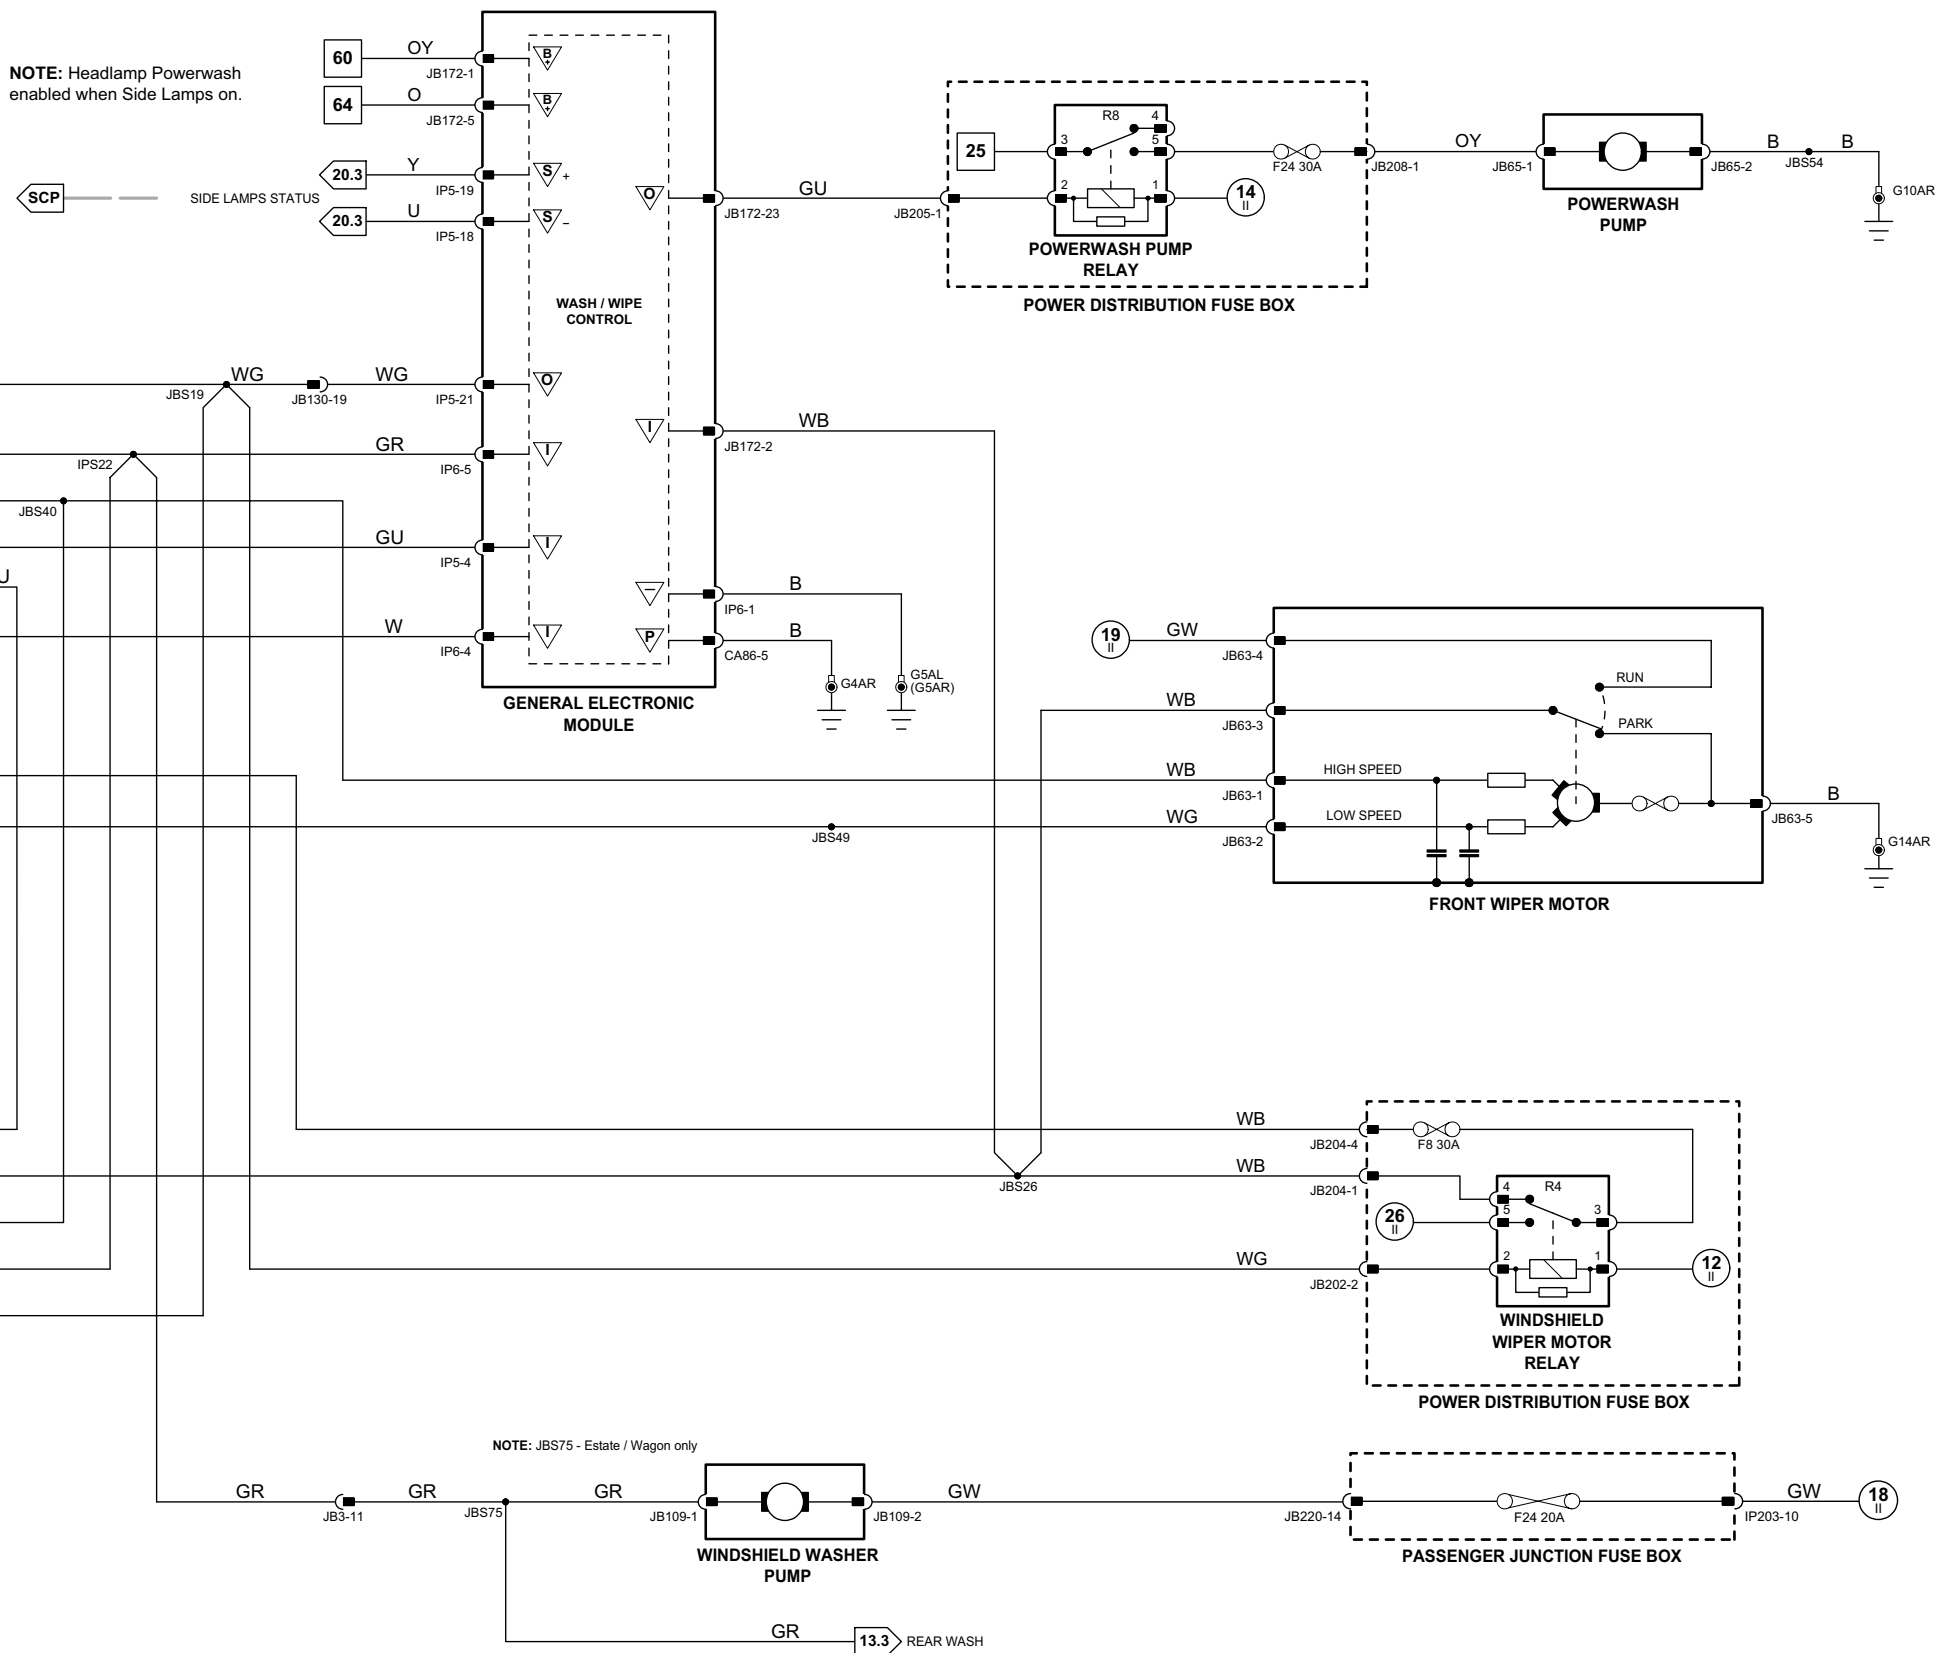 NOTE: Headlamp Powerwash
enabled when Side Lamps on.
60
OY
JB172-1
B
+
64
O
JB172-5
B
+
20.3
Y
IP5-19
S
+
SCP
SIDE LAMPS STATUS
20.3
U
IP5-18
S
–
O
JB172-23
GU
JB205-1
25
R8
3
4
5
2
1
14
II
F24 30A
JB208-1
OY
JB65-1
JB65-2
B
JBS54
B
G10AR
POWERWASH
PUMP
POWERWASH PUMP
RELAY
POWER DISTRIBUTION FUSE BOX
WASH / WIPE
CONTROL
JBS19
WG
JB130-19
WG
IP5-21
O
I
JB172-2
WB
IPS22
GR
IP6-5
I
JBS40
GU
IP5-4
I
U
–
IP6-1
B
W
IP6-4
I
P
CA86-5
B
G4AR
G5AL
(G5AR)
GENERAL ELECTRONIC
MODULE
19
II
GW
JB63-4
RUN
WB
JB63-3
PARK
WB
JB63-1
HIGH SPEED
WG
JB63-2
LOW SPEED
JBS49
JB63-5
B
G14AR
FRONT WIPER MOTOR
WB
JB204-4
F8 30A
WB
JB204-1
JBS26
26
II
4
R4
5
3
2
1
12
II
WG
JB202-2
WINDSHIELD
WIPER MOTOR
RELAY
POWER DISTRIBUTION FUSE BOX
NOTE: JBS75 - Estate / Wagon only
GR
JB3-11
GR
JBS75
GR
JB109-1
JB109-2
GW
JB220-14
F24 20A
IP203-10
GW
18
II
WINDSHIELD WASHER
PUMP
PASSENGER JUNCTION FUSE BOX
GR
13.3
REAR WASH